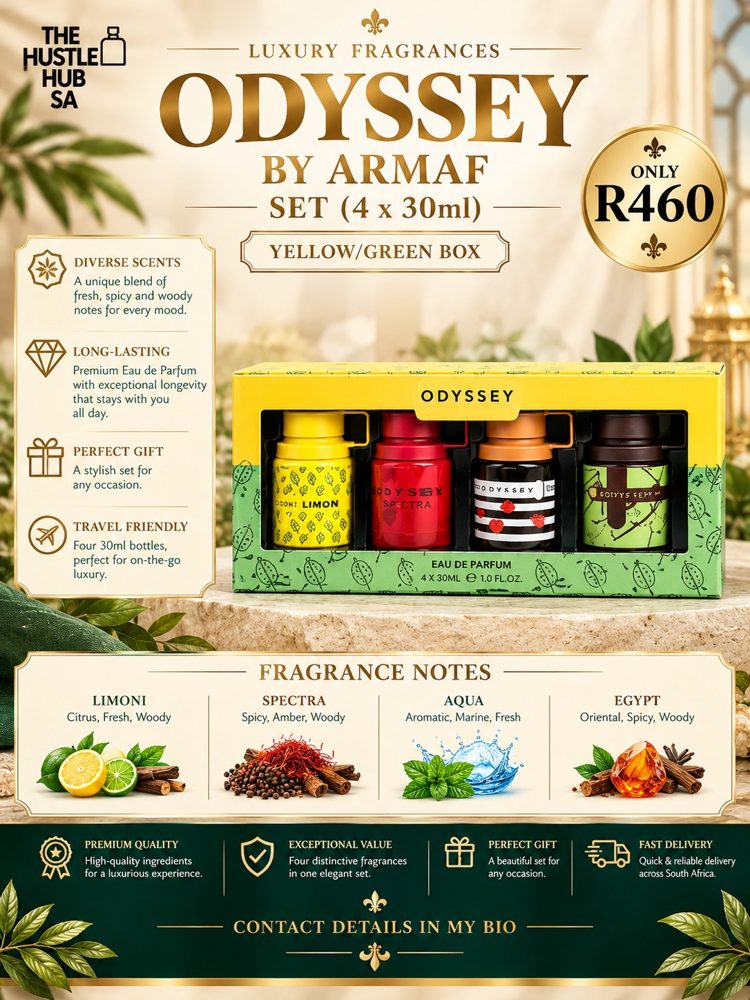 THE
HUSTLE
HUB
SA
LUXURY FRAGRANCES
ODYSSEY
BY ARMAF
SET (4 x 30ml)
YELLOW/GREEN BOX
ONLY
R460
DIVERSE SCENTS
A unique blend of
fresh, spicy and woody
notes for every mood.
LONG-LASTING
Premium Eau de Parfum
with exceptional longevity
that stays with you
all day.
PERFECT GIFT
A stylish set for
any occasion.
TRAVEL FRIENDLY
Four 30ml bottles,
perfect for on-the-go
luxury.
ODYSSEY
LIMON
SPECTRA
ODYSSEY
EAU DE PARFUM
4 X 30ML ℮ 1.0 FL.OZ.
FRAGRANCE NOTES
LIMONI
Citrus, Fresh, Woody
SPECTRA
Spicy, Amber, Woody
AQUA
Aromatic, Marine, Fresh
EGYPT
Oriental, Spicy, Woody
PREMIUM QUALITY
High-quality ingredients
for a luxurious experience.
EXCEPTIONAL VALUE
Four distinctive fragrances
in one elegant set.
PERFECT GIFT
A beautiful set for
any occasion.
FAST DELIVERY
Quick & reliable delivery
across South Africa.
CONTACT DETAILS IN MY BIO